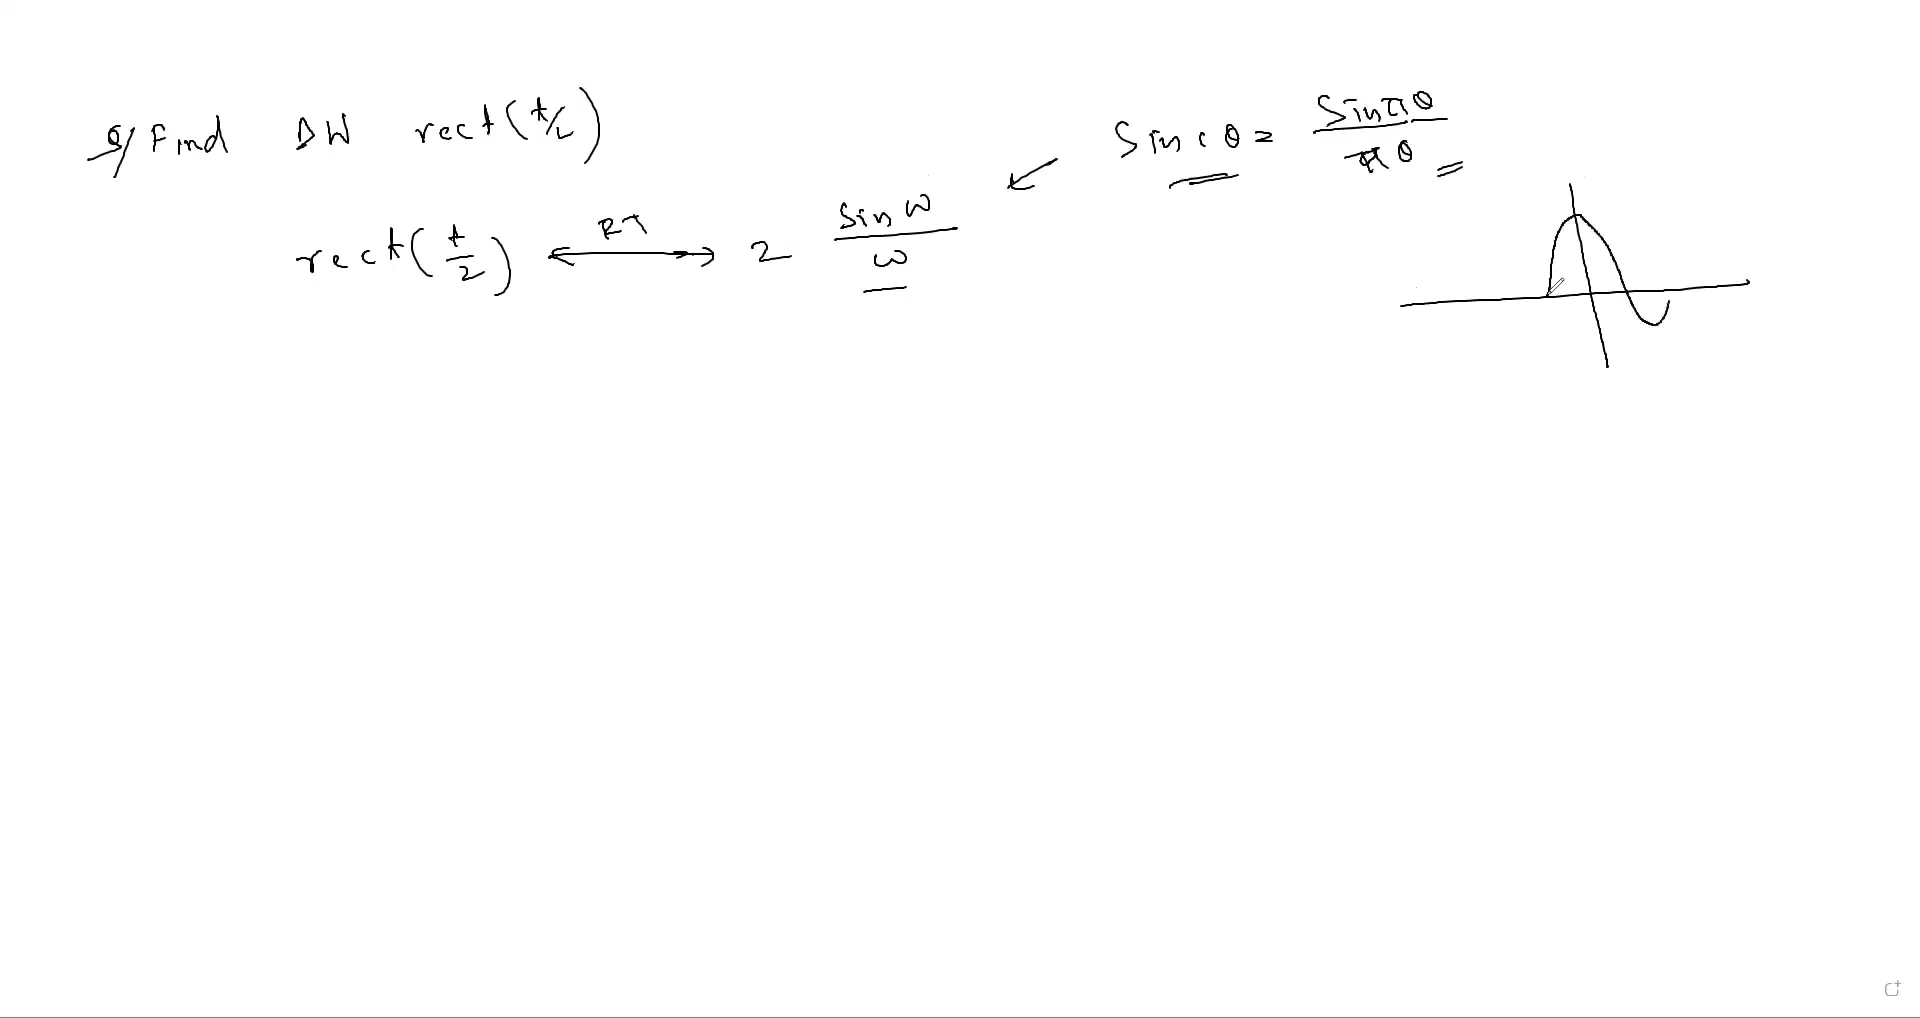 Q/ Find BW rect(t/2)
sinc θ = sin πθ / πθ
rect(t/2) ⟷ FT 2 sin ω / ω